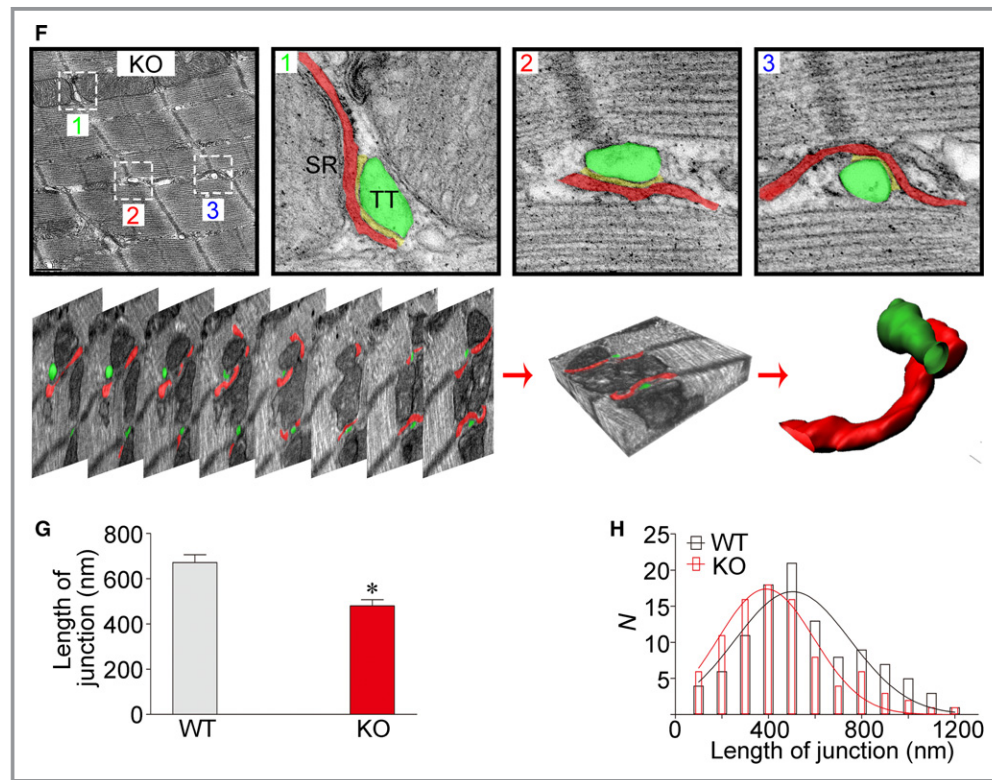 F
KO
1
2
3
1
SR
TT
2
3
G
Length of
junction (nm)
800
600
400
200
0
WT
KO
*
H
N
25
20
15
10
5
WT
KO
0
400
800
1200
Length of junction (nm)